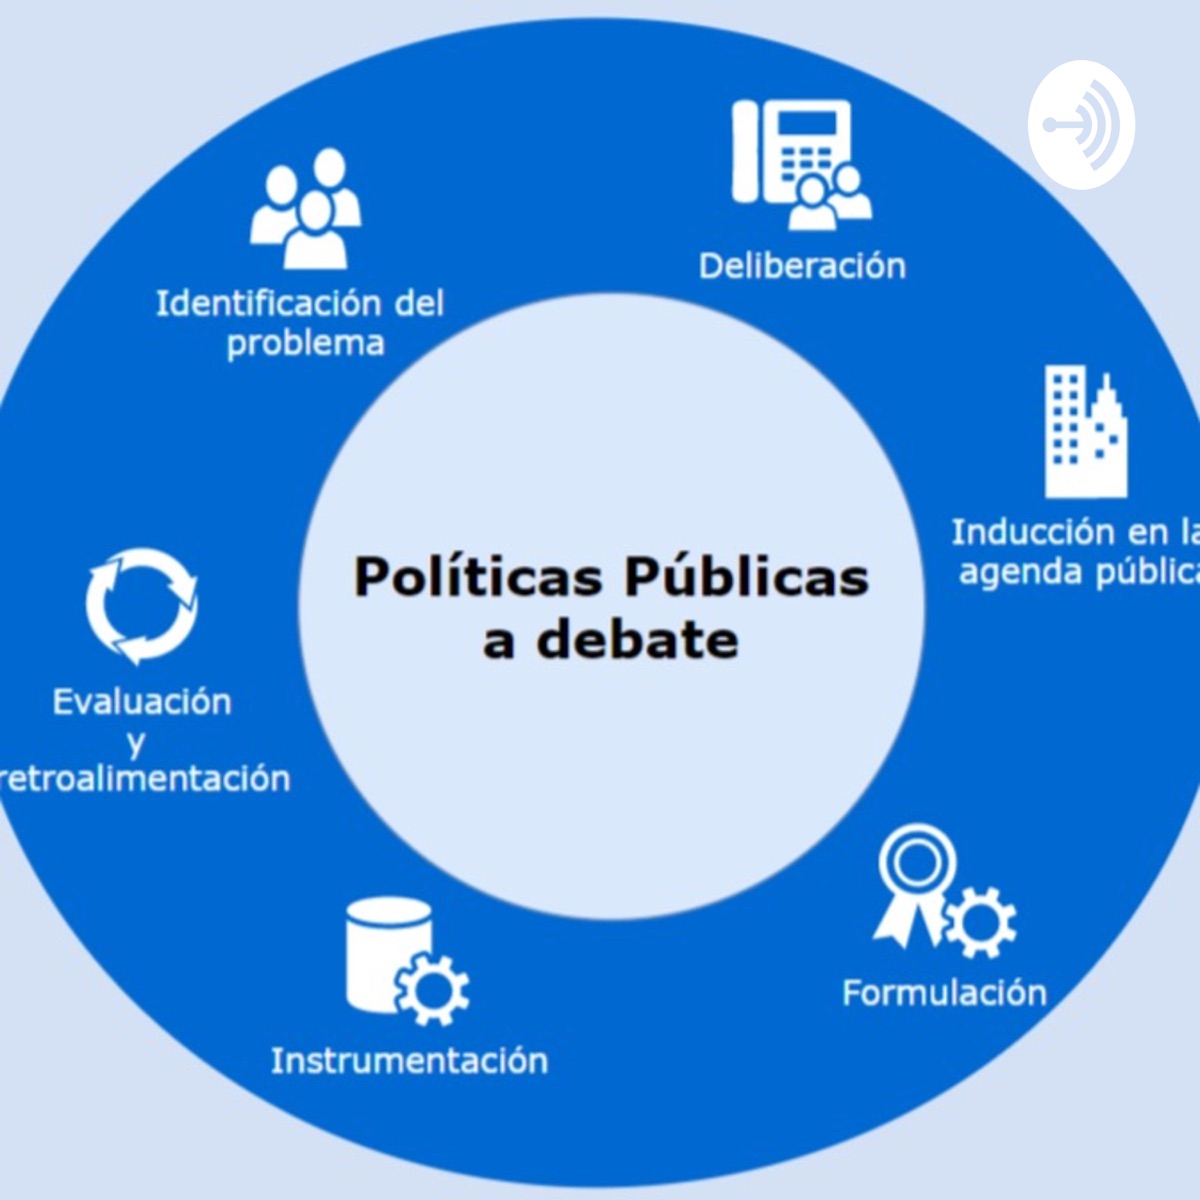 Políticas Públicas
a debate
Identificación del
problema
Deliberación
Inducción en la
agenda pública
Formulación
Instrumentación
Evaluación
y
retroalimentación